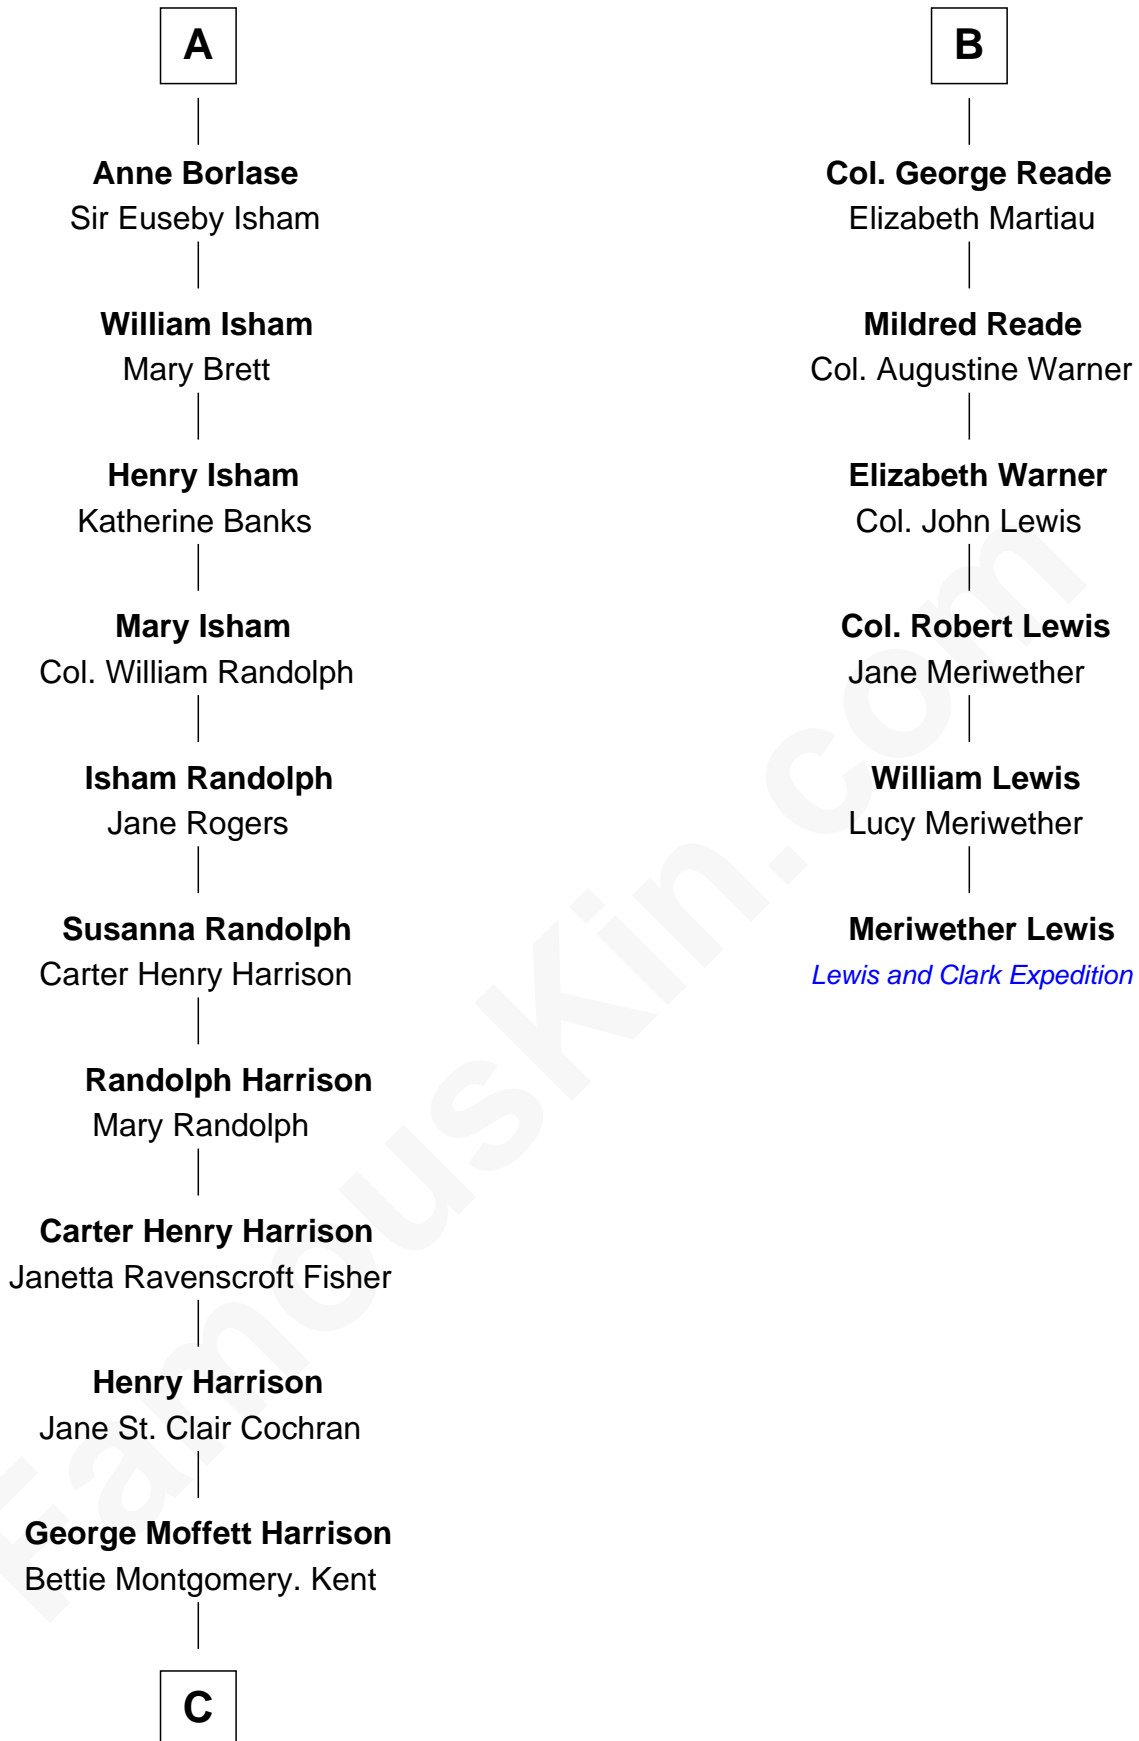 A
Anne Borlase
Sir Euseby Isham
William Isham
Mary Brett
Henry Isham
Katherine Banks
Mary Isham
Col. William Randolph
Isham Randolph
Jane Rogers
Susanna Randolph
Carter Henry Harrison
Randolph Harrison
Mary Randolph
Carter Henry Harrison
Janetta Ravenscroft Fisher
Henry Harrison
Jane St. Clair Cochran
George Moffett Harrison
Bettie Montgomery. Kent
C
B
Col. George Reade
Elizabeth Martiau
Mildred Reade
Col. Augustine Warner
Elizabeth Warner
Col. John Lewis
Col. Robert Lewis
Jane Meriwether
William Lewis
Lucy Meriwether
Meriwether Lewis
Lewis and Clark Expedition
FamousKin.com